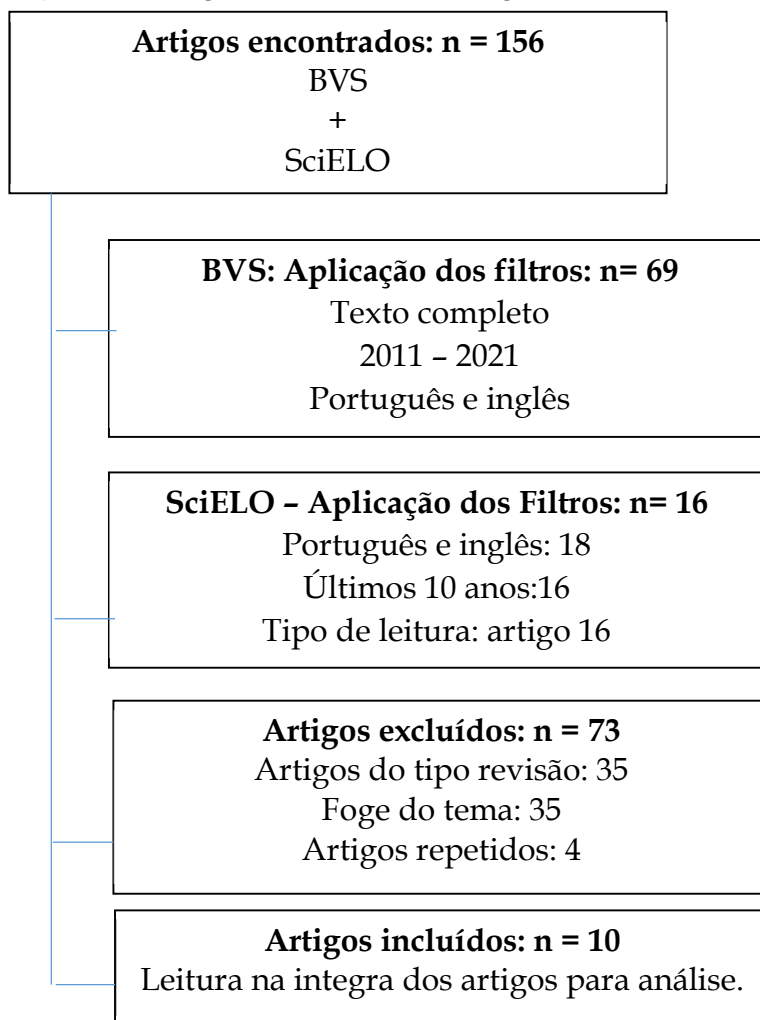 Artigos encontrados: n = 156
BVS
+
SciELO
BVS: Aplicação dos filtros: n= 69
Texto completo
2011 – 2021
Português e inglês
SciELO – Aplicação dos Filtros: n= 16
Português e inglês: 18
Últimos 10 anos:16
Tipo de leitura: artigo 16
Artigos excluídos: n = 73
Artigos do tipo revisão: 35
Foge do tema: 35
Artigos repetidos: 4
Artigos incluídos: n = 10
Leitura na integra dos artigos para análise.